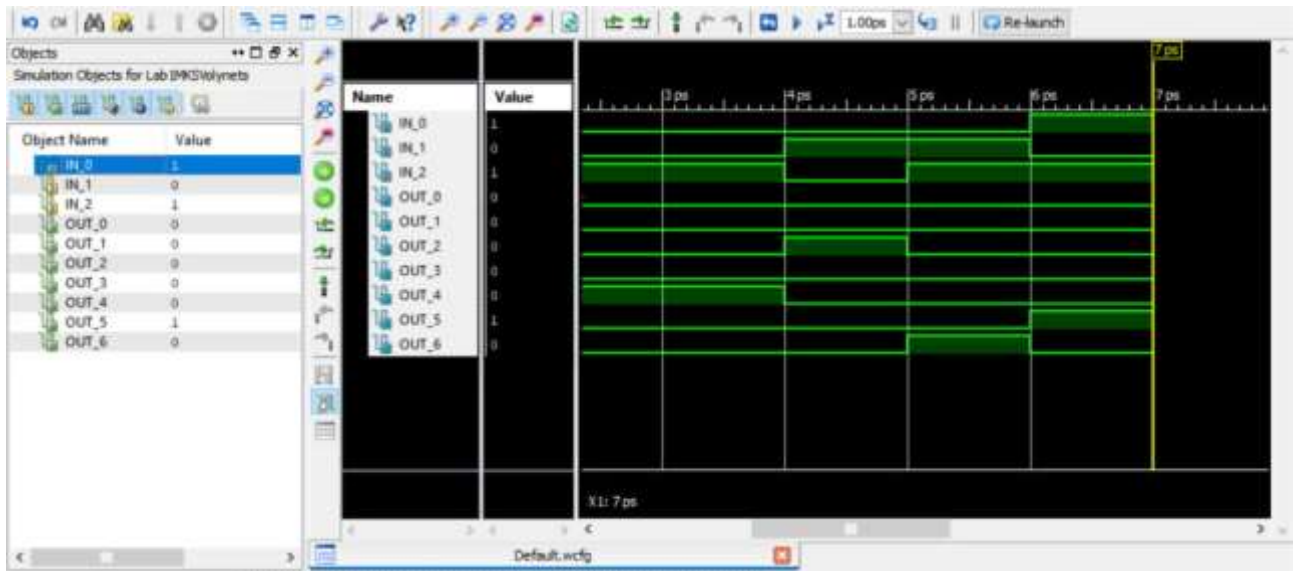 1.00ps
Re-launch
Objects
Simulation Objects for Lab IMKSVolynets
Object Name Value
IN_0 1
IN_1 0
IN_2 1
OUT_0 0
OUT_1 0
OUT_2 0
OUT_3 0
OUT_4 0
OUT_5 1
OUT_6 0
Name Value
IN_0 1
IN_1 0
IN_2 1
OUT_0 0
OUT_1 0
OUT_2 0
OUT_3 0
OUT_4 0
OUT_5 1
OUT_6 0
7 ps
3 ps 4 ps 5 ps 6 ps 7 ps
X1: 7 ps
Default.wcfg